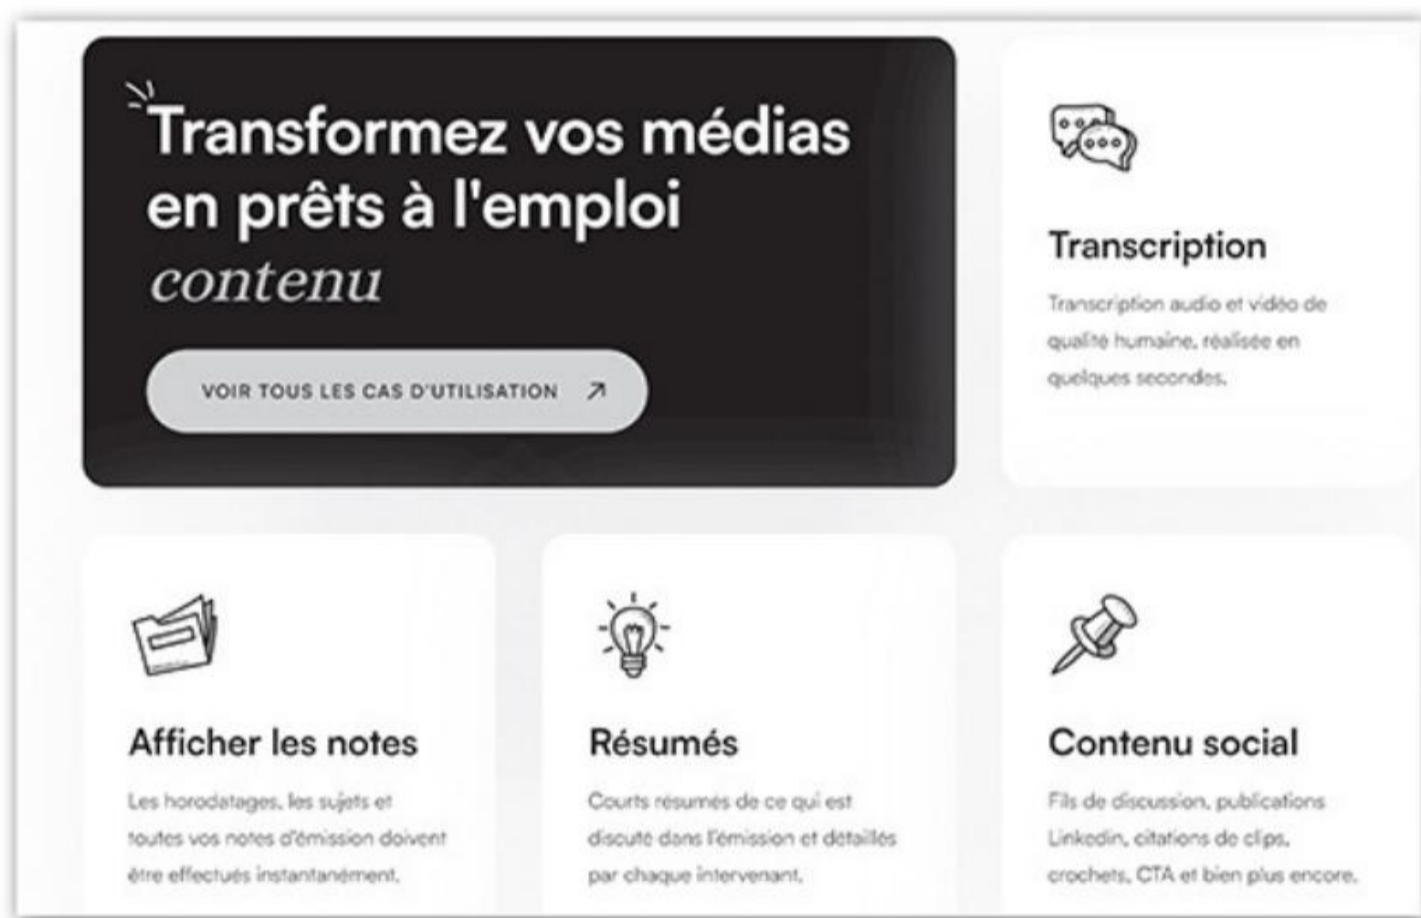 Transformez vos médias
en prêts à l'emploi
contenu
VOIR TOUS LES CAS D'UTILISATION
Transcription
Transcription audio et vidéo de
qualité humaine, réalisée en
quelques secondes.
Afficher les notes
Les horodatages, les sujets et
toutes vos notes d'émission doivent
être effectués instantanément.
Résumés
Courts résumés de ce qui est
discuté dans l'émission et détaillés
par chaque intervenant.
Contenu social
Fils de discussion, publications
Linkedin, citations de clips,
crochets, CTA et bien plus encore.